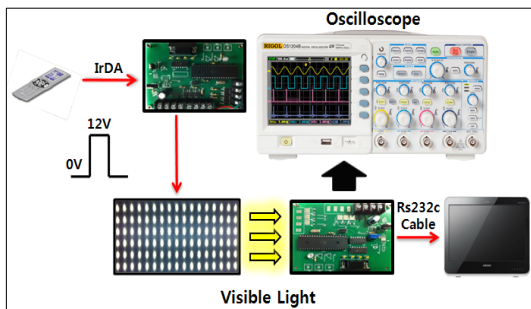 Oscilloscope
RIGOL
IrDA
12V
0V
Rs232c
Cable
Visible Light